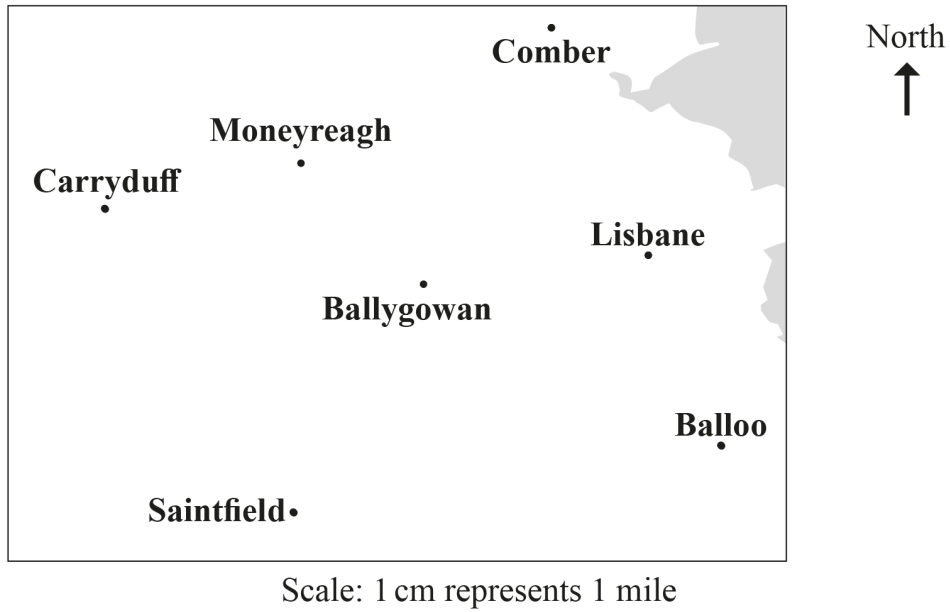 North
Comber
Moneyreagh
Carryduff
Lisbane
Ballygowan
Balloo
Saintfield
Scale: 1 cm represents 1 mile